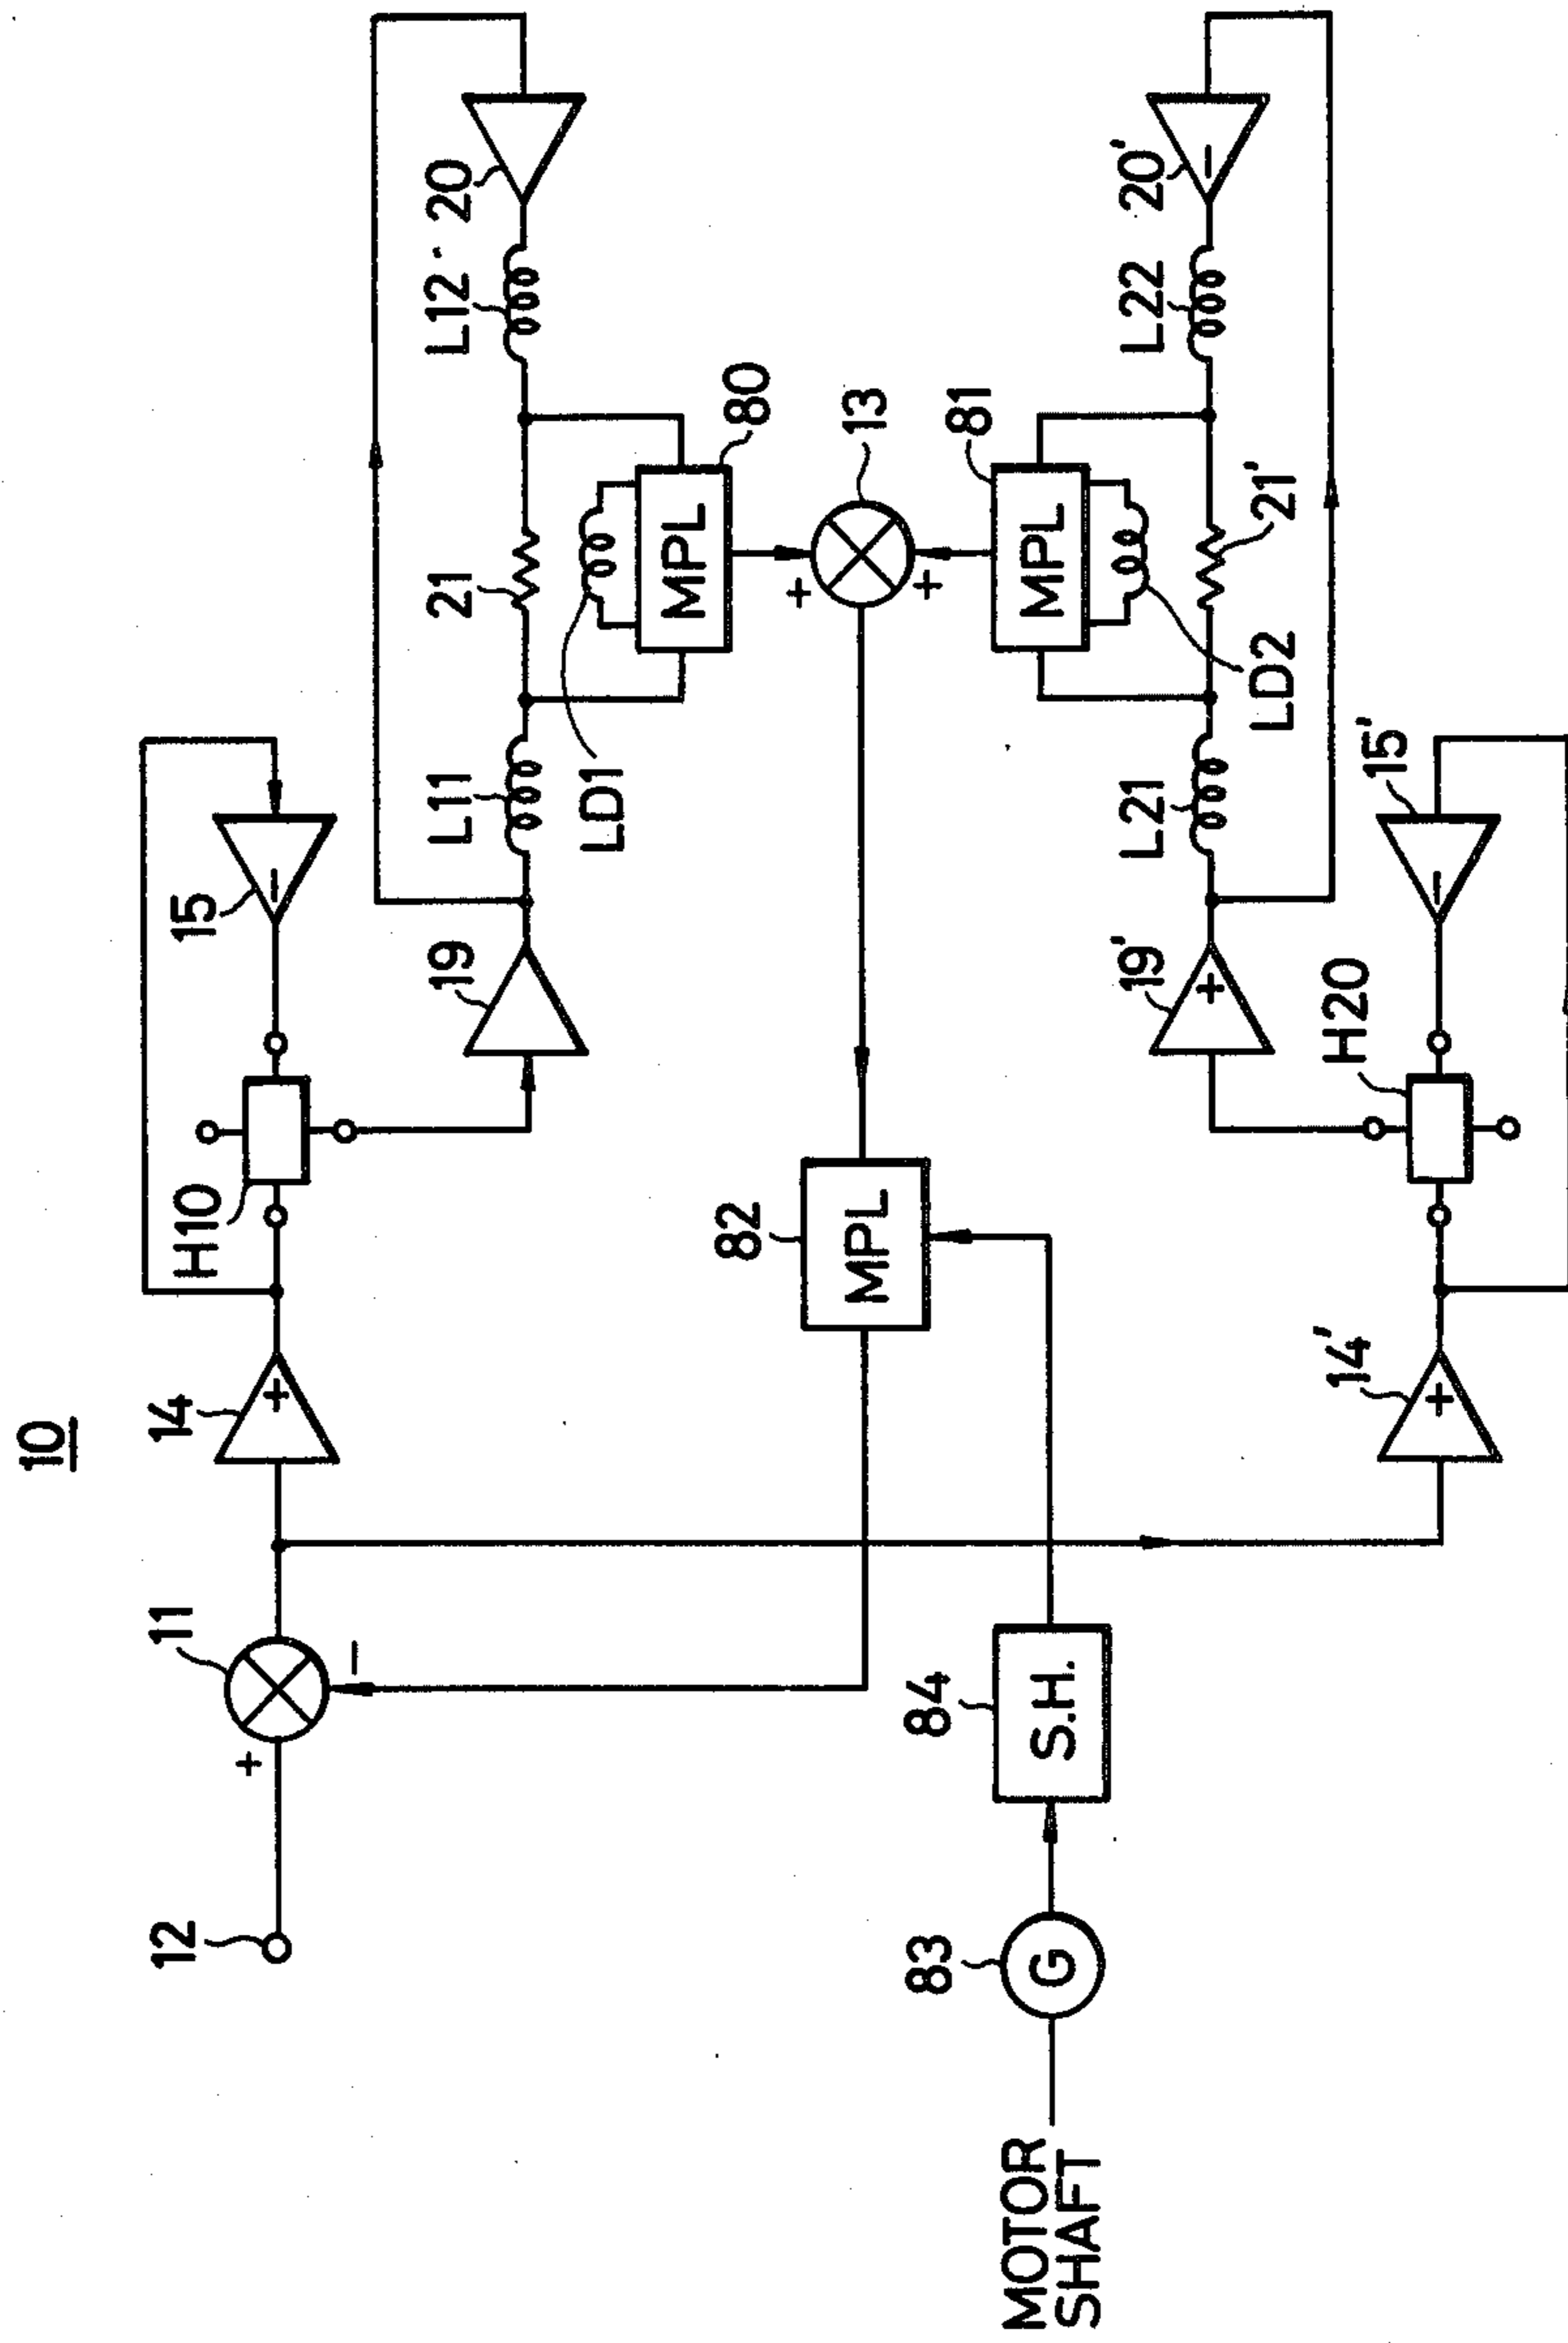 10
12
+
11
−
14
+
H10
15
−
19
L11
LD1
21
L12
20
MPL
80
+
13
+
82
MPL
81
MPL
LD2
19'
+
L21
21'
L22
20'
−
MOTOR
SHAFT
83
G
84
S.H.
14'
+
H20
15'
−